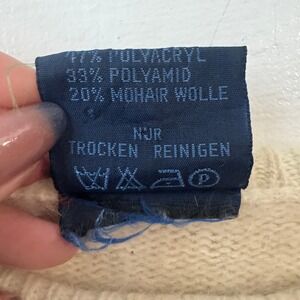 47% POLYACRYL
33% POLYAMID
20% MOHAIR WOLLE
NUR
TROCKEN REINIGEN
P